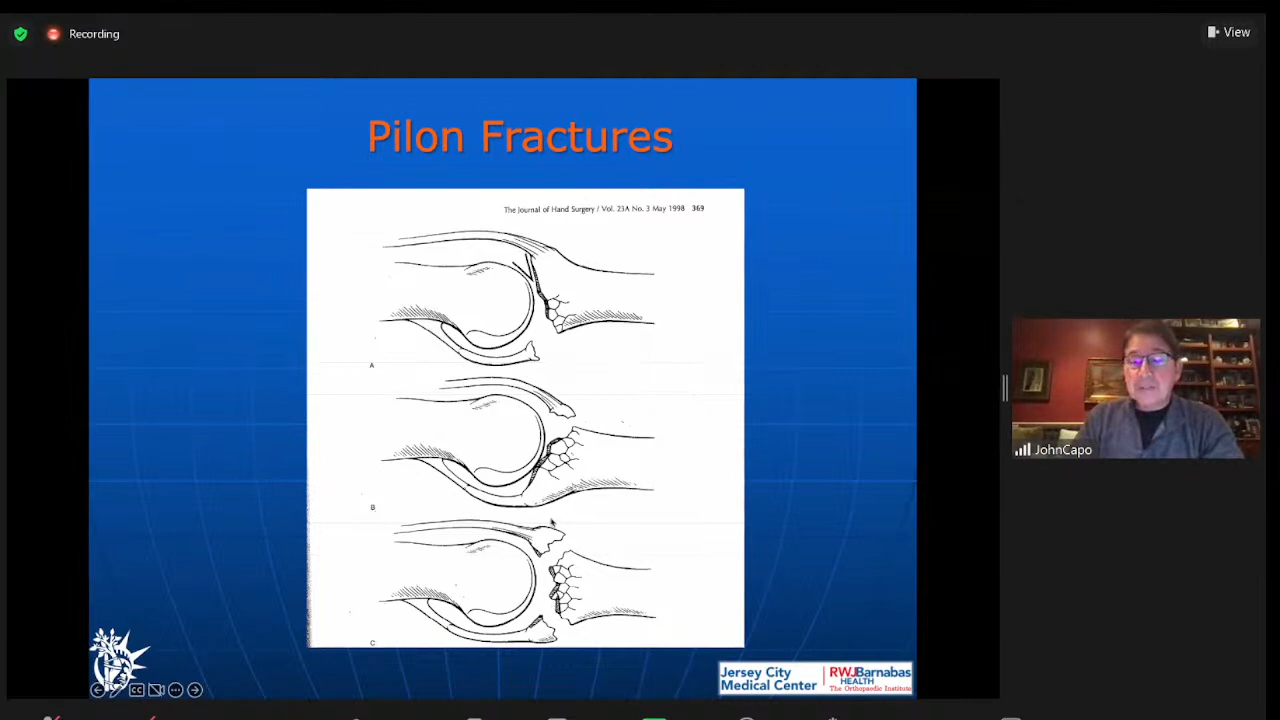 Recording
View
Pilon Fractures
The Journal of Hand Surgery / Vol. 23A No. 3 May 1998 369
A
B
C
JohnCapo
CC
Jersey City
Medical Center
RWJBarnabas
HEALTH
The Orthopaedic Institute